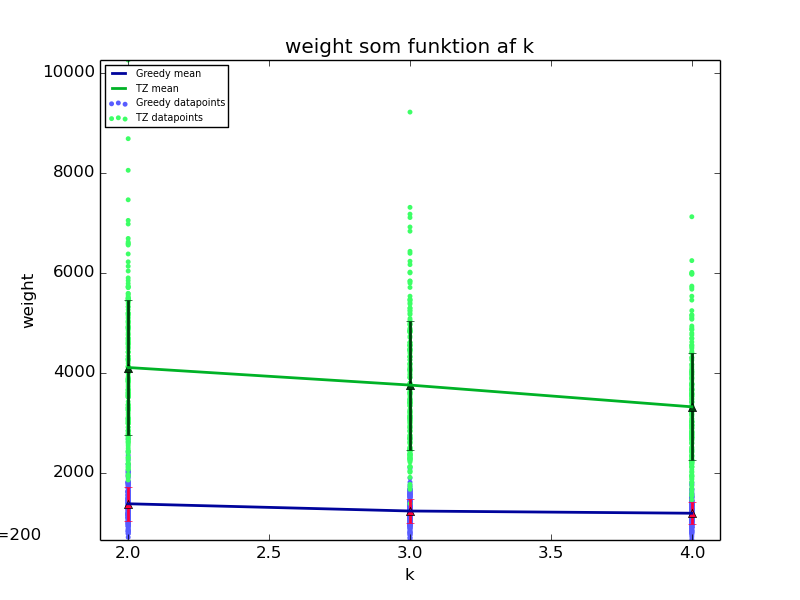 weight som funktion af k
10000
8000
6000
4000
2000
weight
Greedy mean
TZ mean
Greedy datapoints
TZ datapoints
=200
2.0 2.5 3.0 3.5 4.0
k